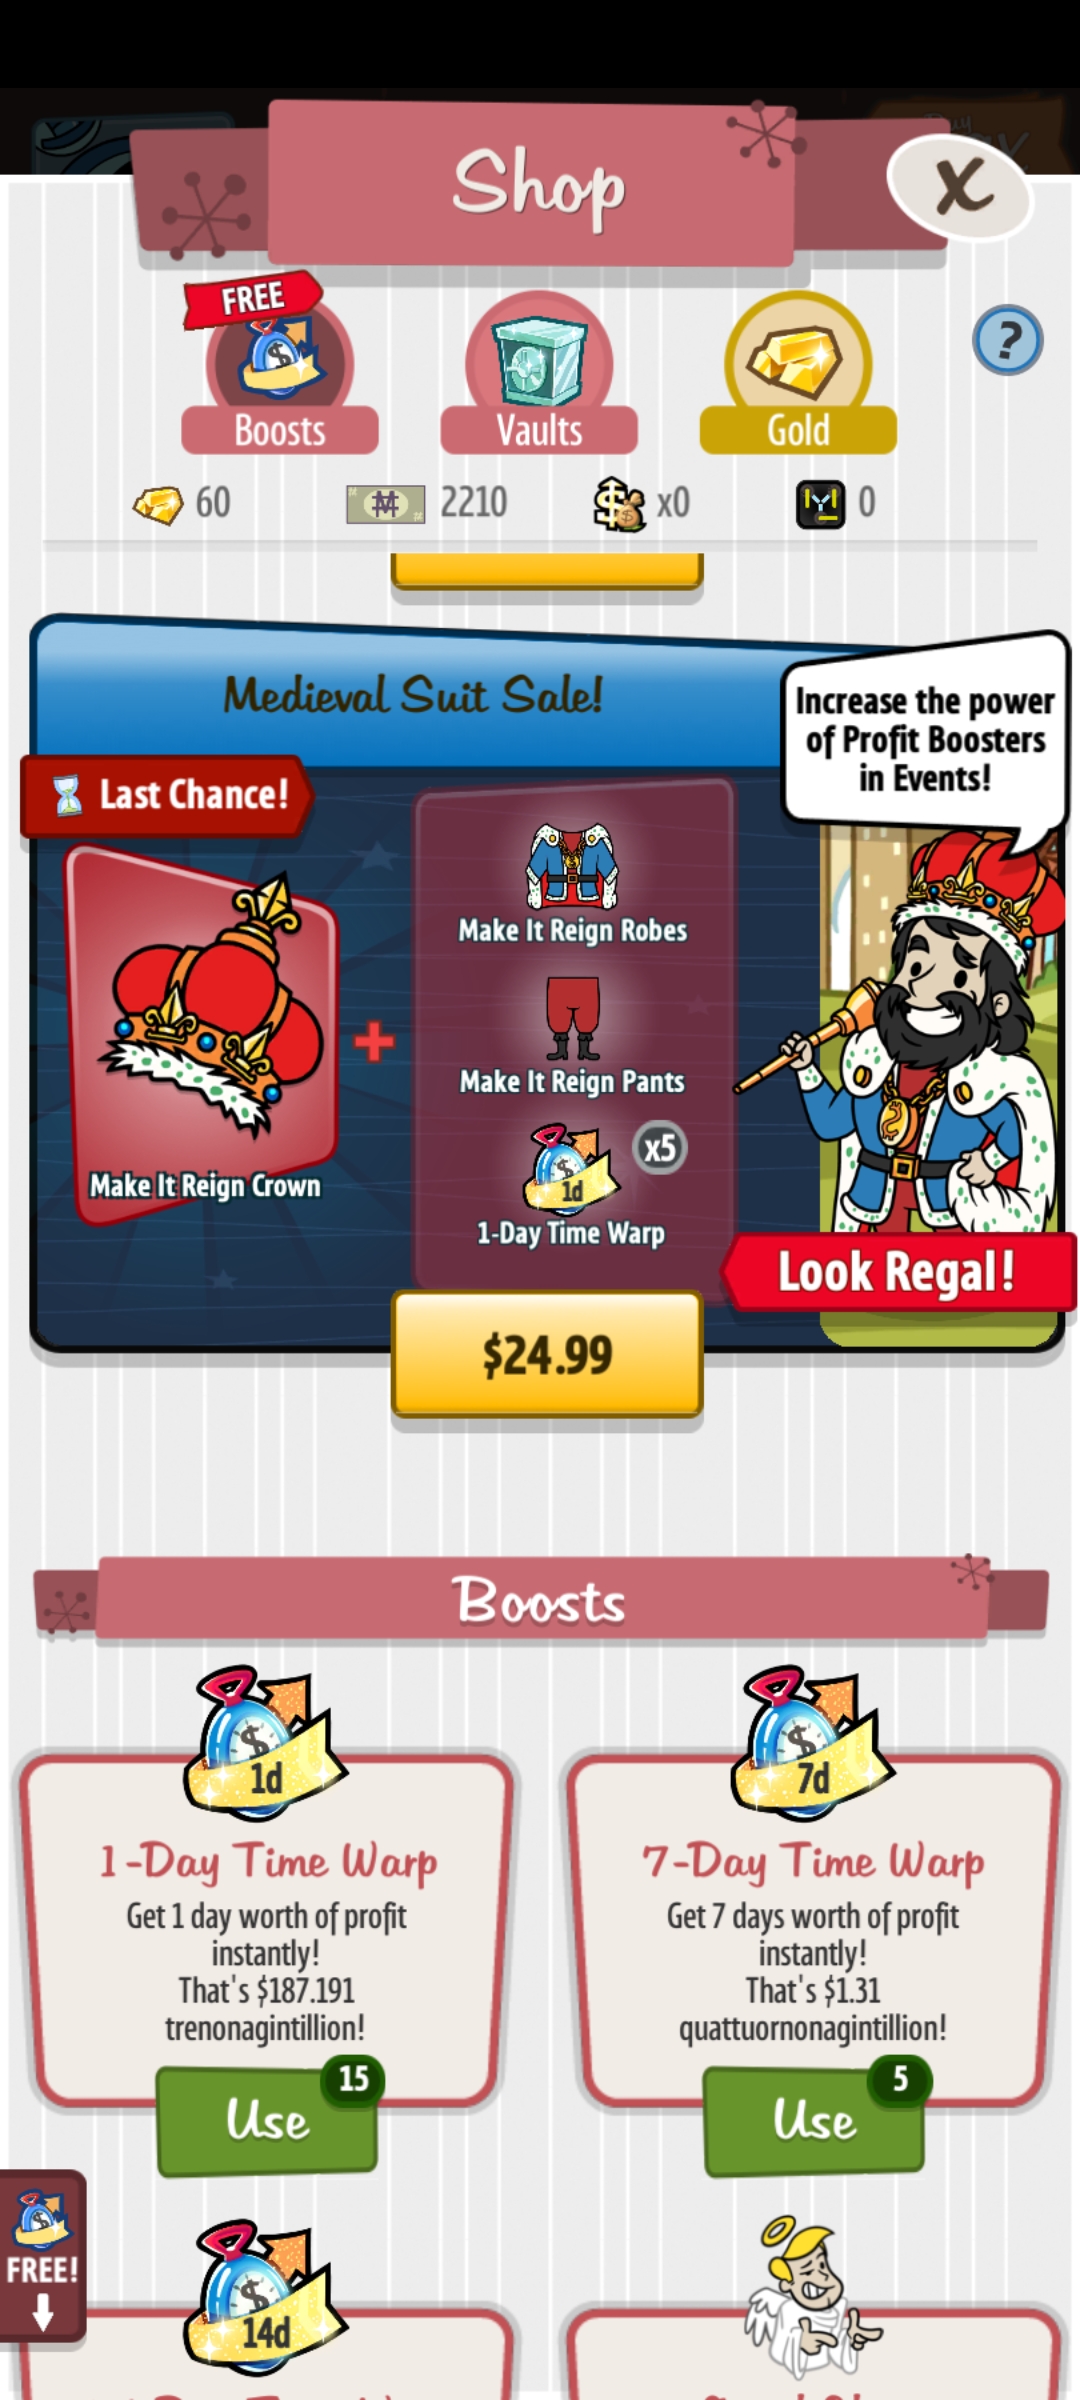 Shop
X
FREE
Boosts
Vaults
Gold
?
60
2210
x0
0
Medieval Suit Sale!
Increase the power
of Profit Boosters
in Events!
Last Chance!
Make It Reign Robes
Make It Reign Pants
x5
1d
1-Day Time Warp
Make It Reign Crown
Look Regal!
$24.99
Boosts
1d
7d
1-Day Time Warp
Get 1 day worth of profit
instantly!
That's $187.191
trenonagintillion!
15
Use
7-Day Time Warp
Get 7 days worth of profit
instantly!
That's $1.31
quattuornonagintillion!
5
Use
FREE!
14d